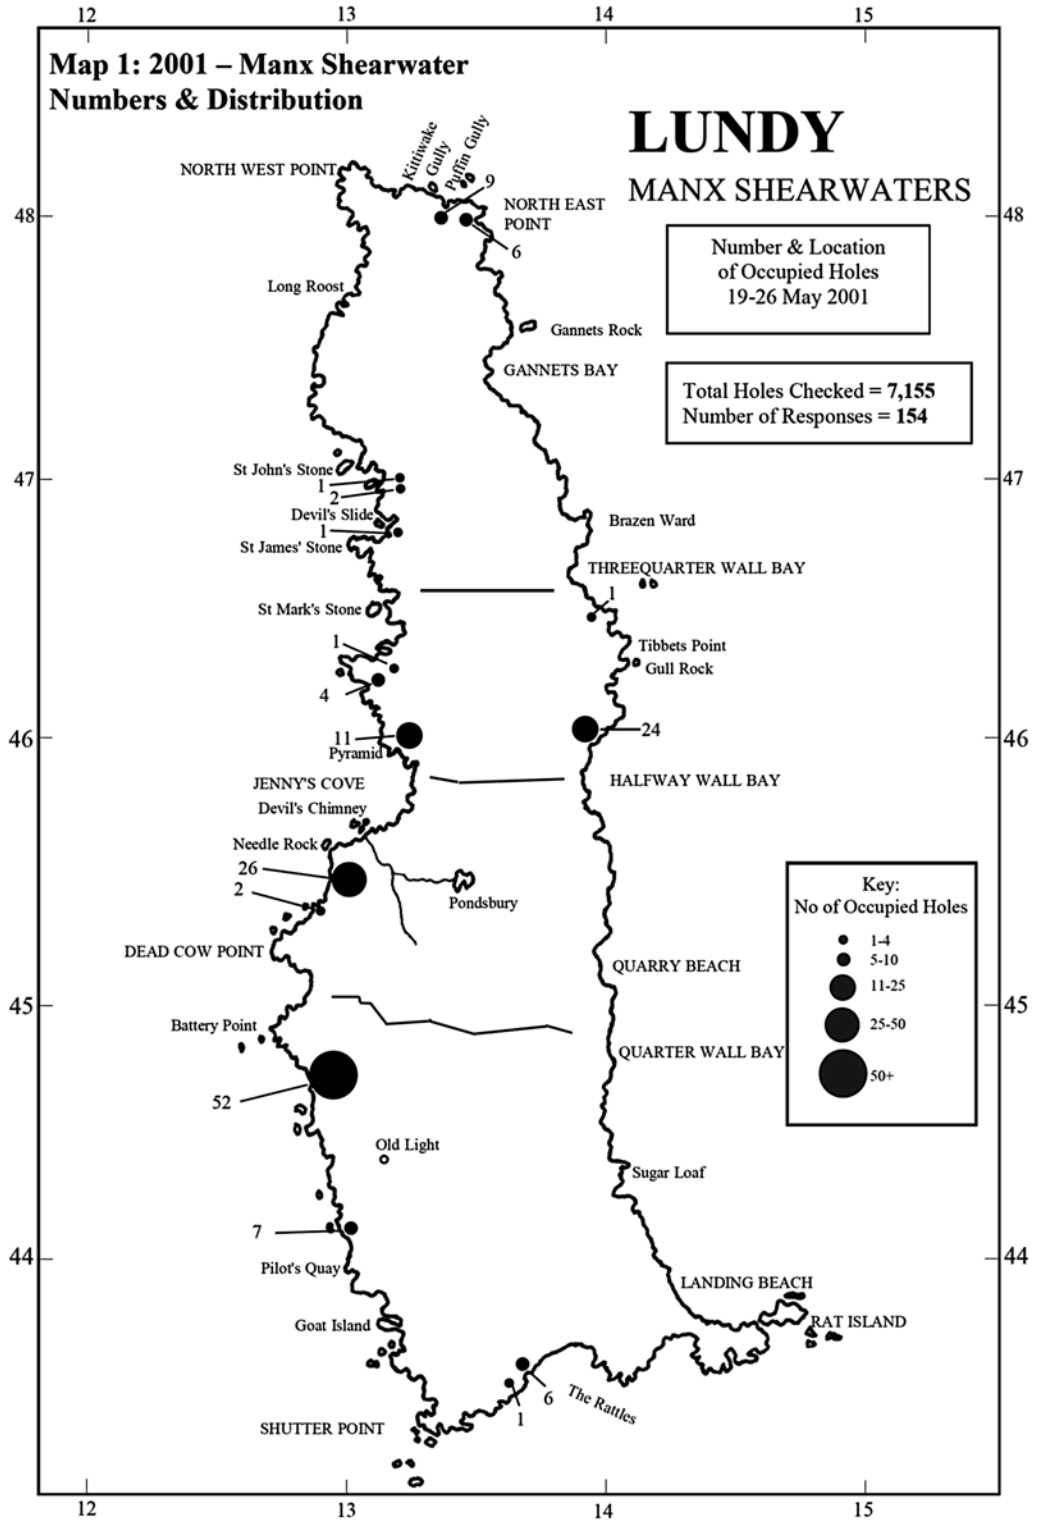 12 13 14 15
Map 1: 2001 – Manx Shearwater
Numbers & Distribution
LUNDY
MANX SHEARWATERS
Kittiwake
Gully
Puffin Gully
NORTH WEST POINT
9
NORTH EAST
POINT
48
48
6
Number & Location
of Occupied Holes
19-26 May 2001
Long Roost
Gannets Rock
GANNETS BAY
Total Holes Checked = 7,155
Number of Responses = 154
St John's Stone
47
47
1
2
Devil's Slide
1
St James' Stone
Brazen Ward
THREEQUARTER WALL BAY
1
St Mark's Stone
1
Tibbets Point
Gull Rock
4
24
11
46
46
Pyramid
JENNY'S COVE
HALFWAY WALL BAY
Devil's Chimney
Needle Rock
26
2
Pondsbury
Key:
No of Occupied Holes
1-4
5-10
11-25
25-50
50+
DEAD COW POINT
QUARRY BEACH
45
45
Battery Point
QUARTER WALL BAY
52
Old Light
Sugar Loaf
7
44
44
Pilot's Quay
LANDING BEACH
Goat Island
RAT ISLAND
6
1
The Rattles
SHUTTER POINT
12 13 14 15